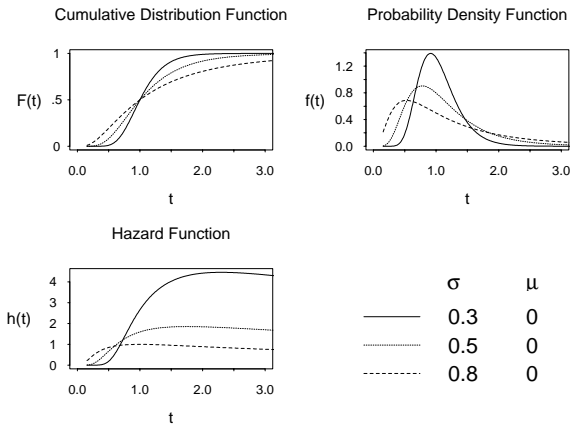 Cumulative Distribution Function
1
.5
0
F(t)
0.0 1.0 2.0 3.0
t
Probability Density Function
1.2
0.8
0.4
0.0
f(t)
0.0 1.0 2.0 3.0
t
Hazard Function
4
3
2
1
0
h(t)
0.0 1.0 2.0 3.0
t
σ μ
0.3 0
0.5 0
0.8 0